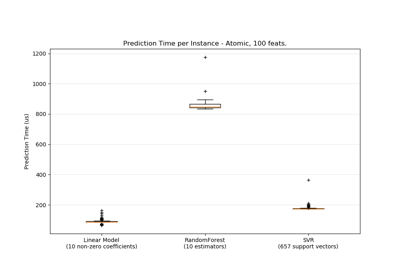 Prediction Time per Instance - Atomic, 100 feats.
1200
1000
800
600
400
200
Prediction Time (us)
Linear Model
(10 non-zero coefficients)
RandomForest
(10 estimators)
SVR
(657 support vectors)